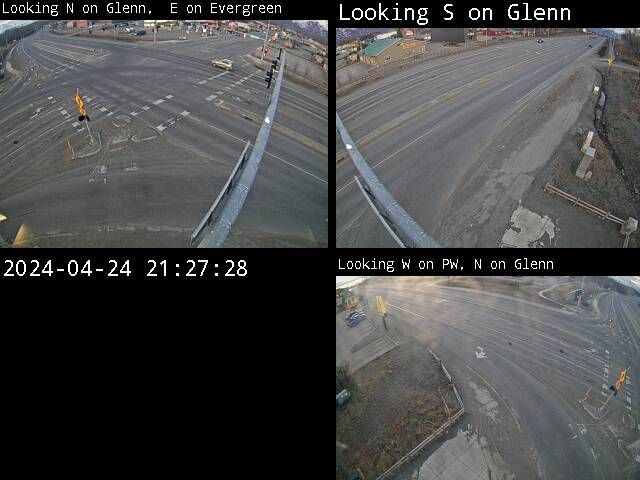 Looking N on Glenn,  E on Evergreen
Looking S on Glenn
2024-04-24 21:27:28
Looking W on PW, N on Glenn